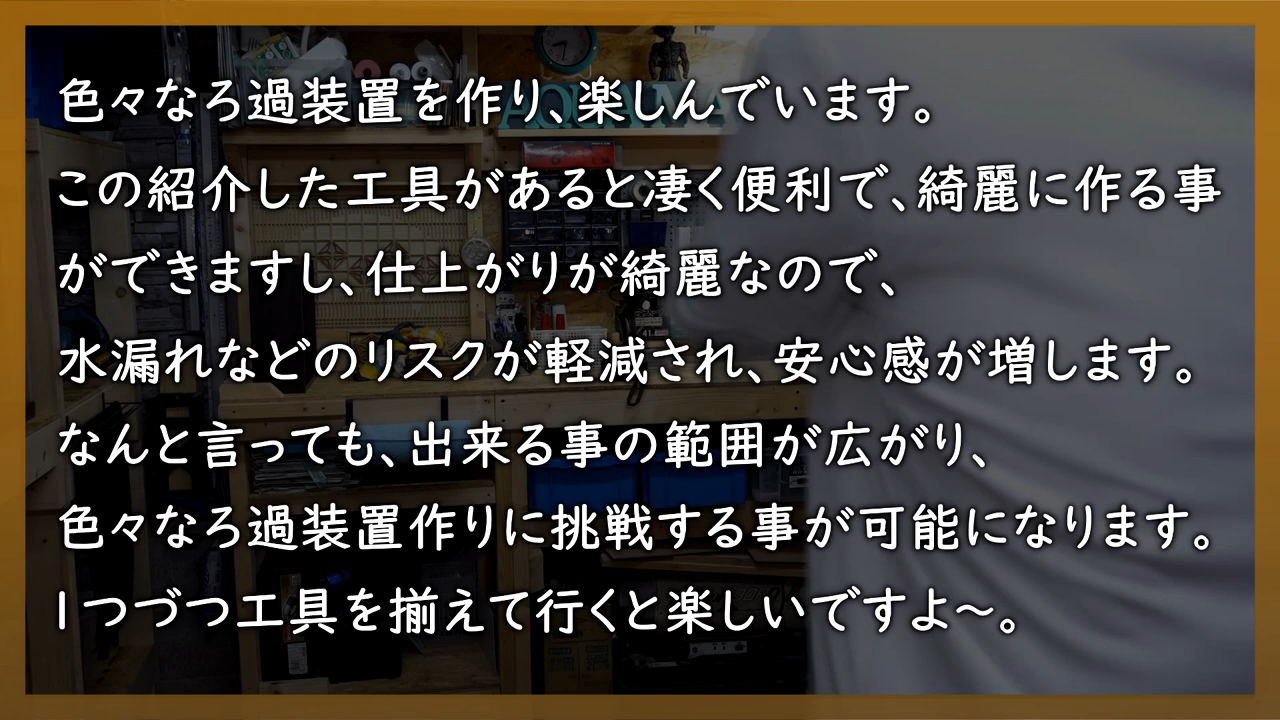 色々なろ過装置を作り、楽しんでいます。
この紹介した工具があると凄く便利で、綺麗に作る事
ができますし、仕上がりが綺麗なので、
水漏れなどのリスクが軽減され、安心感が増します。
なんと言っても、出来る事の範囲が広がり、
色々なろ過装置作りに挑戦する事が可能になります。
1つづつ工具を揃えて行くと楽しいですよ～。